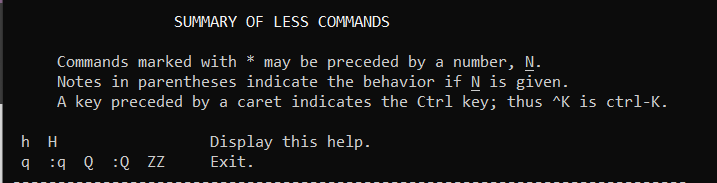 SUMMARY OF LESS COMMANDS
Commands marked with * may be preceded by a number, N.
Notes in parentheses indicate the behavior if N is given.
A key preceded by a caret indicates the Ctrl key; thus ^K is ctrl-K.
h H Display this help.
q :q Q :Q ZZ Exit.
---------------------------------------------------------------------------